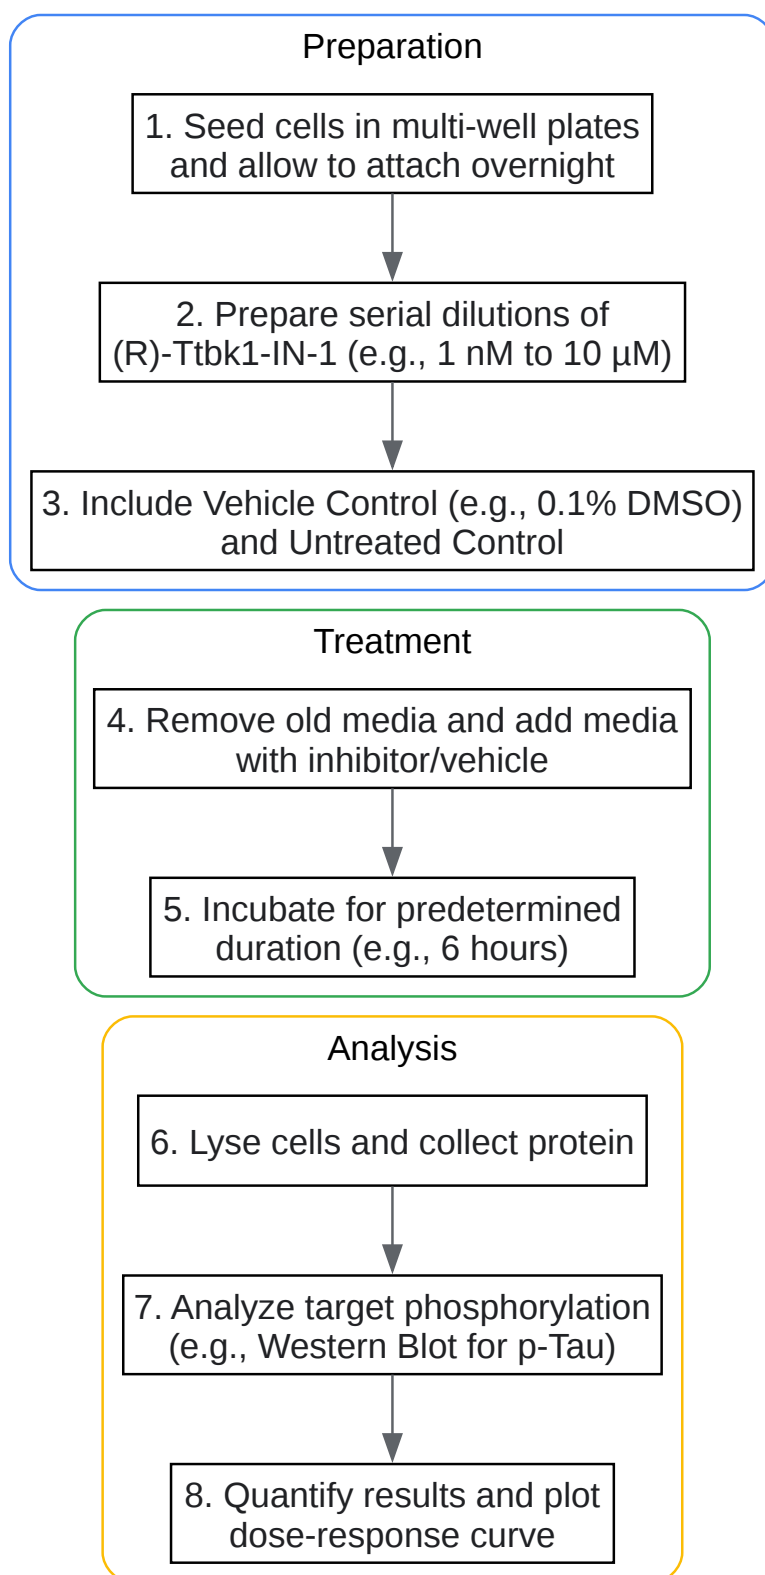 Preparation
1. Seed cells in multi-well plates
and allow to attach overnight
2. Prepare serial dilutions of
(R)-Ttbk1-IN-1 (e.g., 1 nM to 10 µM)
3. Include Vehicle Control (e.g., 0.1% DMSO)
and Untreated Control
Treatment
4. Remove old media and add media
with inhibitor/vehicle
5. Incubate for predetermined
duration (e.g., 6 hours)
Analysis
6. Lyse cells and collect protein
7. Analyze target phosphorylation
(e.g., Western Blot for p-Tau)
8. Quantify results and plot
dose-response curve